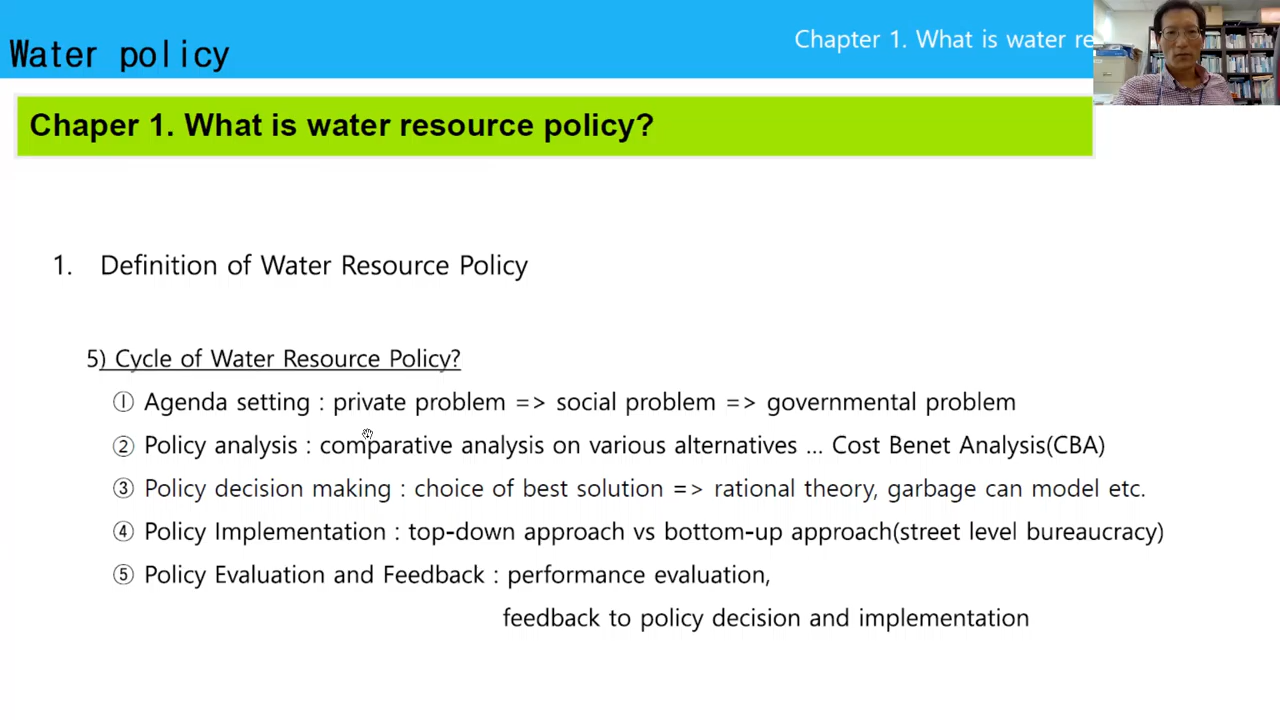 Water policy
Chapter 1. What is water re
Chaper 1. What is water resource policy?
1. Definition of Water Resource Policy
5) Cycle of Water Resource Policy?
① Agenda setting : private problem => social problem => governmental problem
② Policy analysis : comparative analysis on various alternatives ... Cost Benet Analysis(CBA)
③ Policy decision making : choice of best solution => rational theory, garbage can model etc.
④ Policy Implementation : top-down approach vs bottom-up approach(street level bureaucracy)
⑤ Policy Evaluation and Feedback : performance evaluation,
feedback to policy decision and implementation